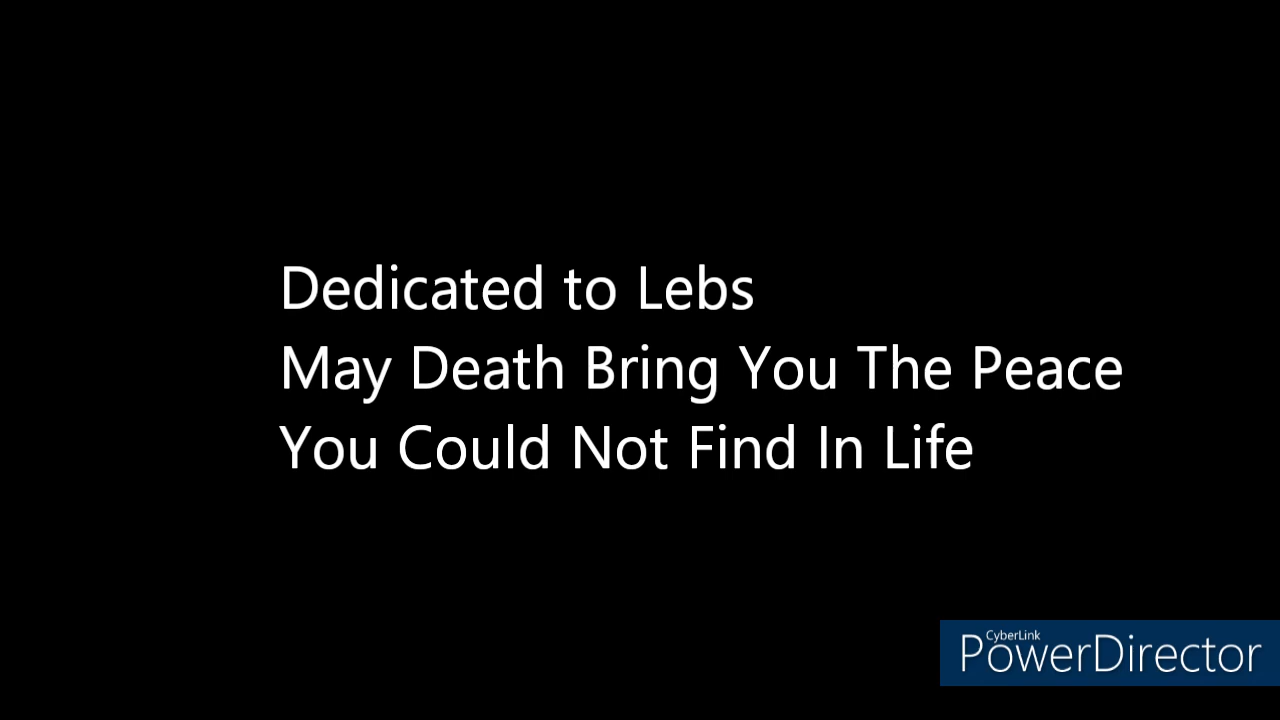 Dedicated to Lebs
May Death Bring You The Peace
You Could Not Find In Life
CyberLink
PowerDirector